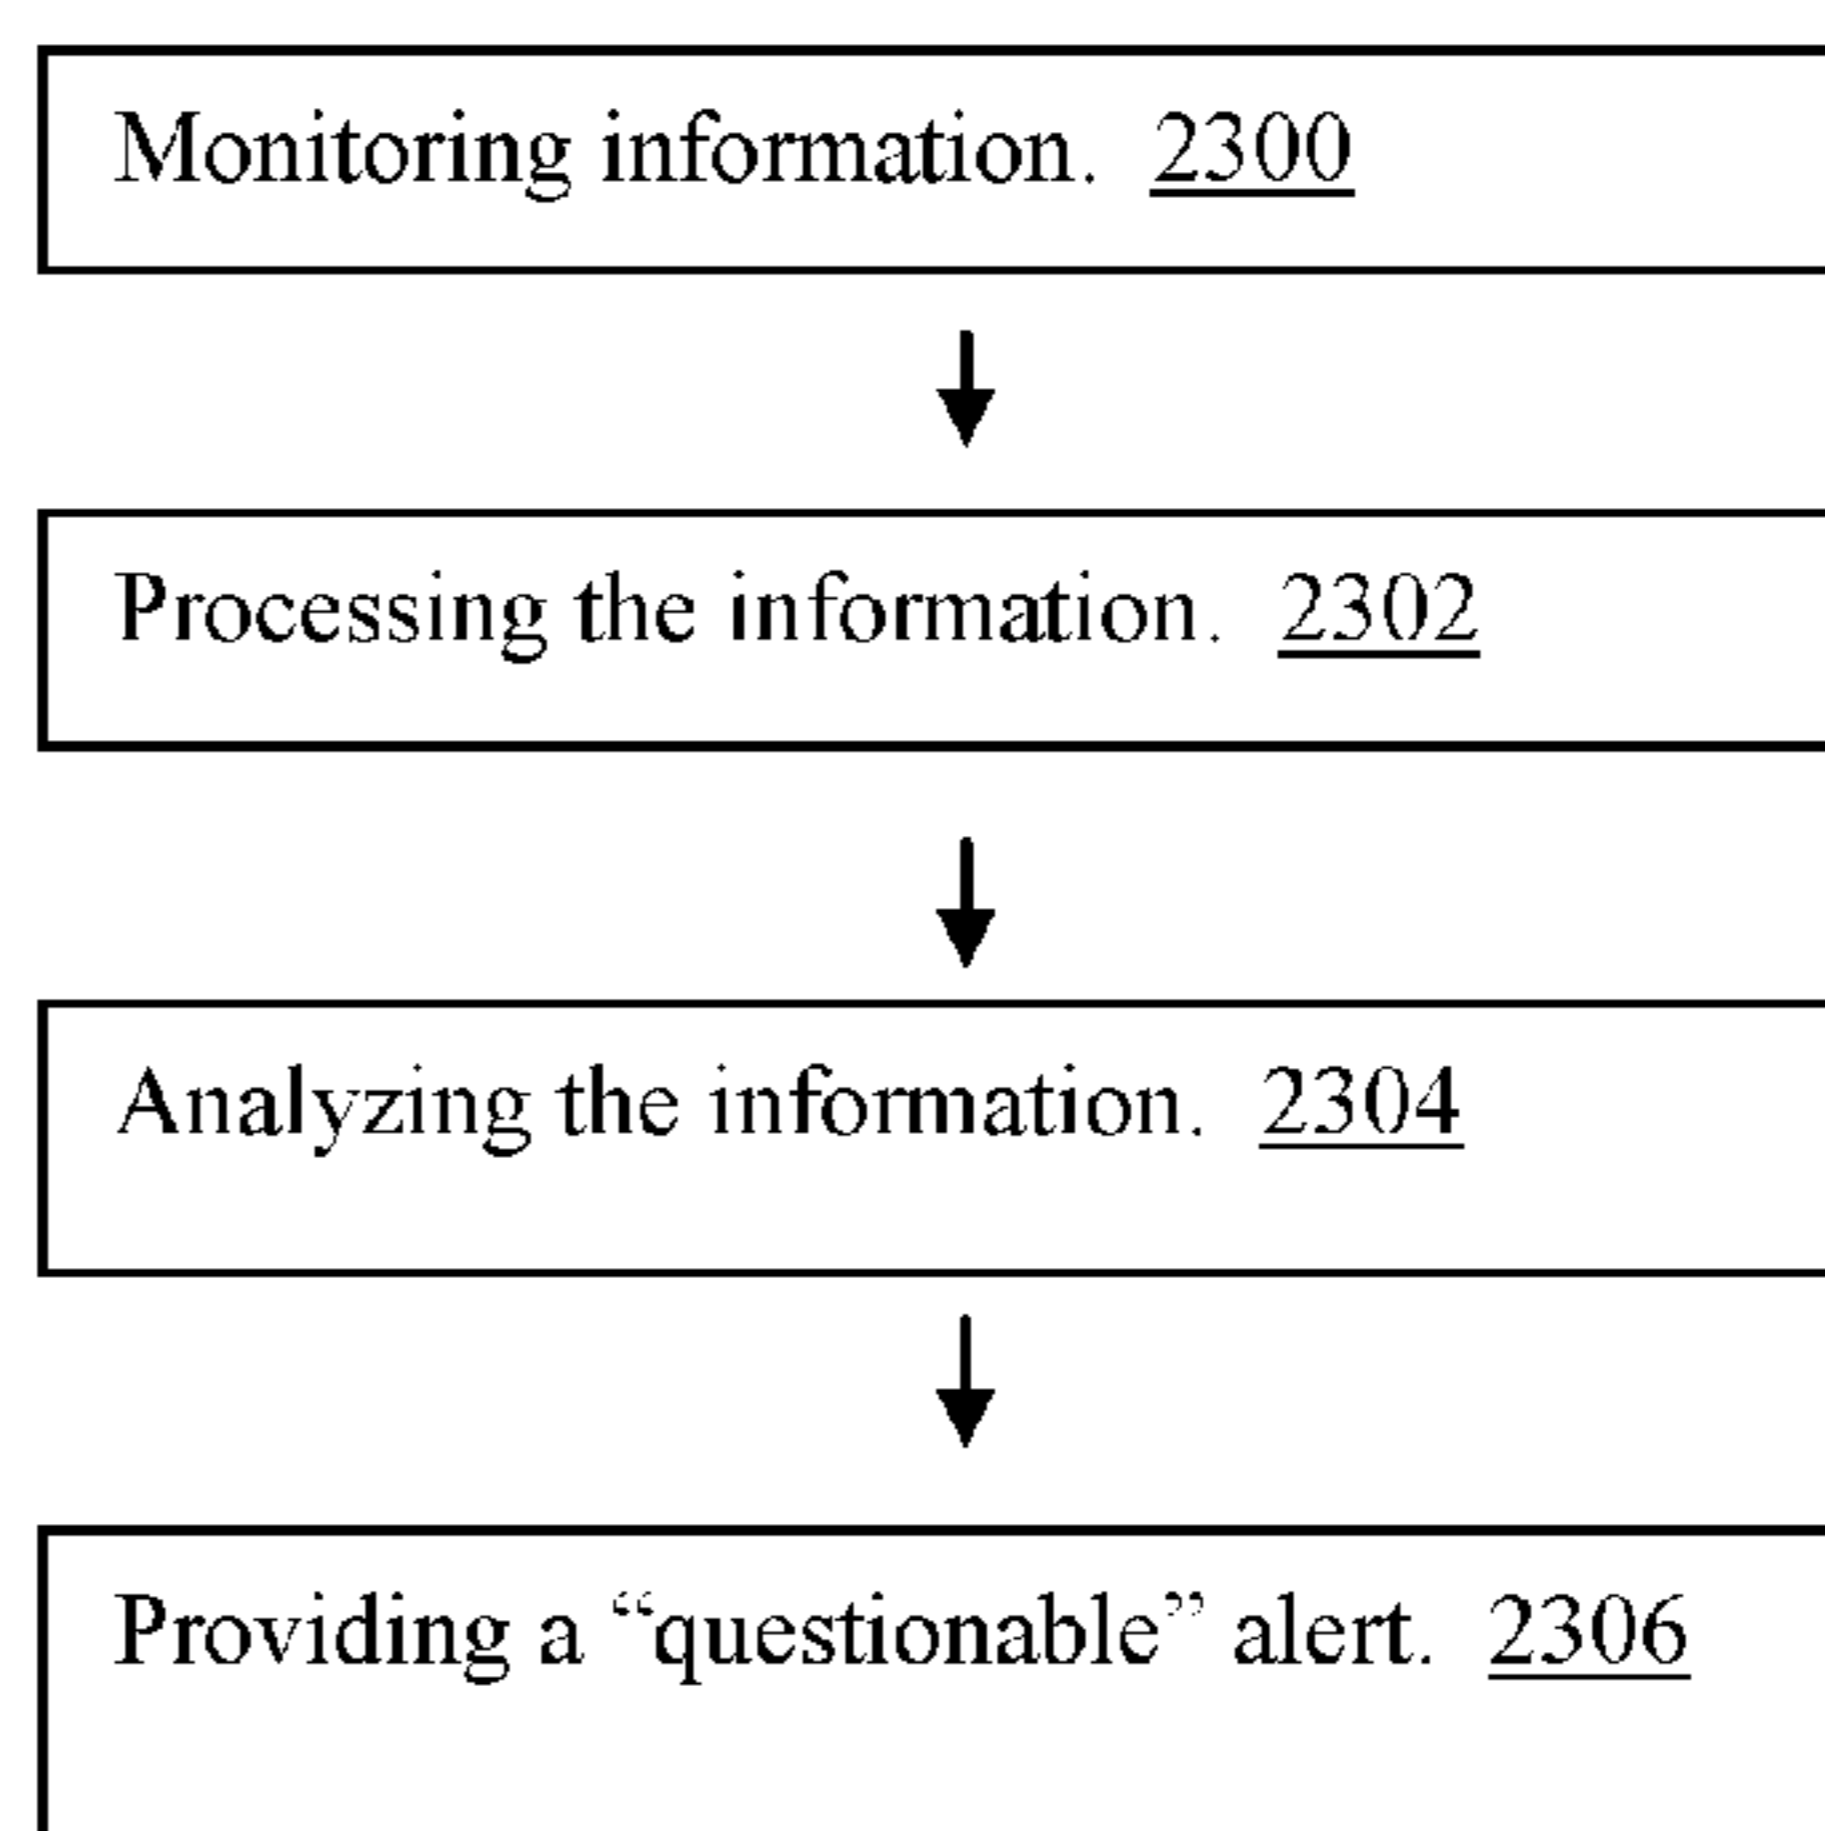 Monitoring information. 2300
Processing the information. 2302
Analyzing the information. 2304
Providing a “questionable” alert. 2306